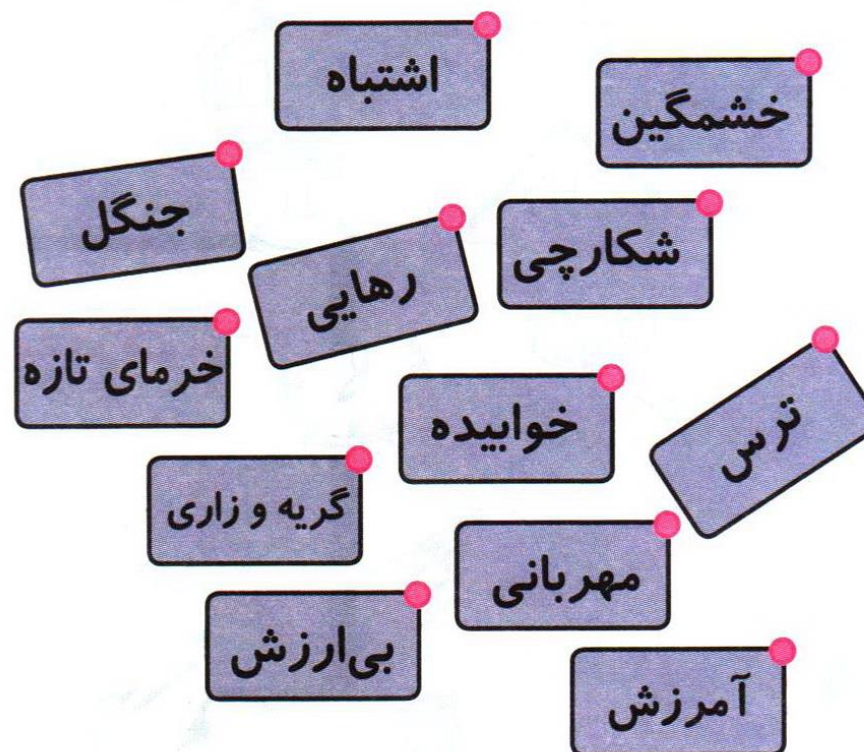 اشتباه
خشمگین
جنگل
شکارچی
رهایی
خرمای تازه
خوابیده
ترس
گریه و زاری
مهربانی
بی‌ارزش
آمرزش